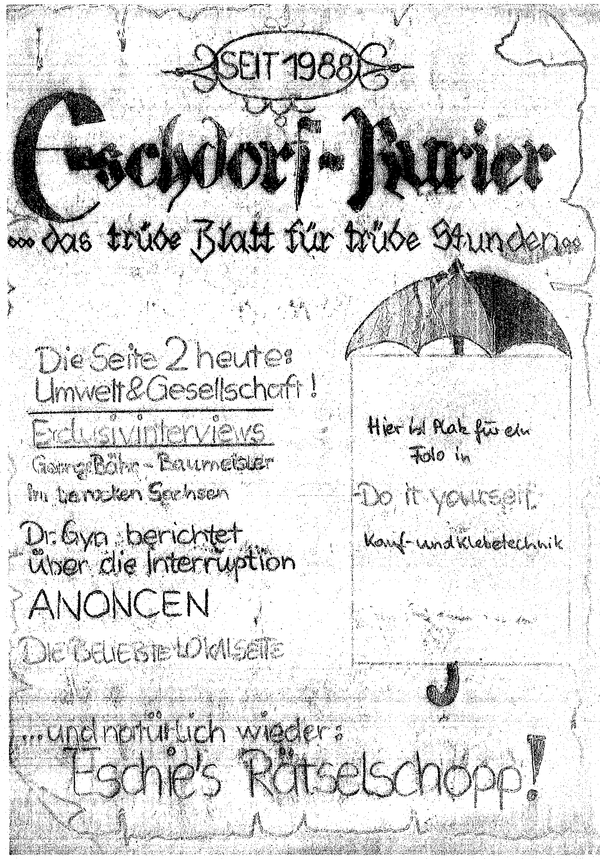 SEIT 1988
Eschdorf-Kurier
... das trübe Blatt für trübe Stunden...
Die Seite 2 heute:
Umwelt & Gesellschaft!
Exclusivinterviews
Georg Bähr - Baumeister
im barocken Sachsen
Dr. Gyn. berichtet
über die Interruption
ANONCEN
DIE BELIEBTE LOKALSEITE
Hier ist Platz für ein
Foto in
-Do it yourself-
Kauf- und Klebetechnik
...und natürlich wieder:
Eschie's Rätselschopp!